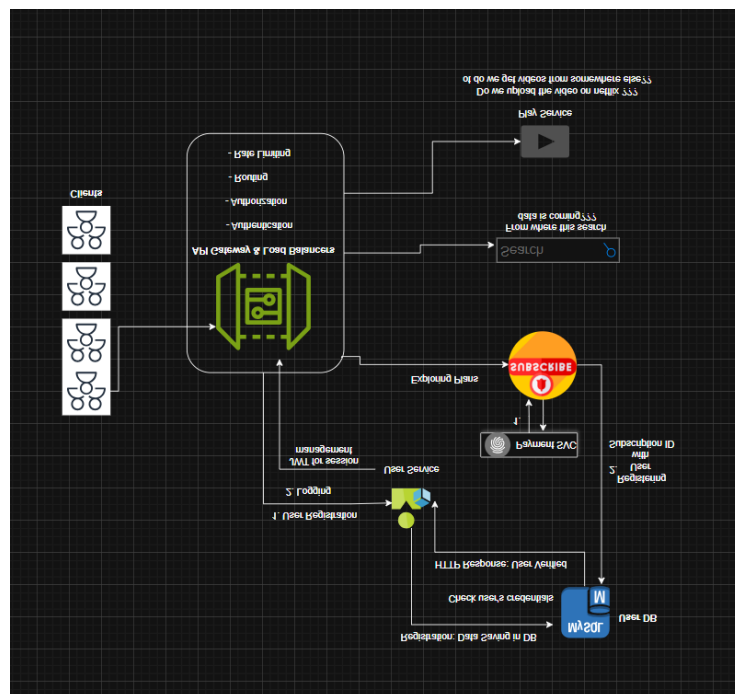 Clients
API Gateway & Load Balancers
- Authentication
- Authorization
- Routing
- Rate Limiting
Play Service
Do we upload the video on netflix ???
ot do we get videos from somewhere else??
Search
From where this search
data is coming???
SUBSCRIBE
Exploring Plans
1.
Payment SVC
Registering
2. User
with
Subscription ID
JWT for session
management
User Service
1. User Registration
2. Logging
HTTP Response: User Verified
Check user's credentials
Registration: Data Saving in DB
MySQL
M
User DB